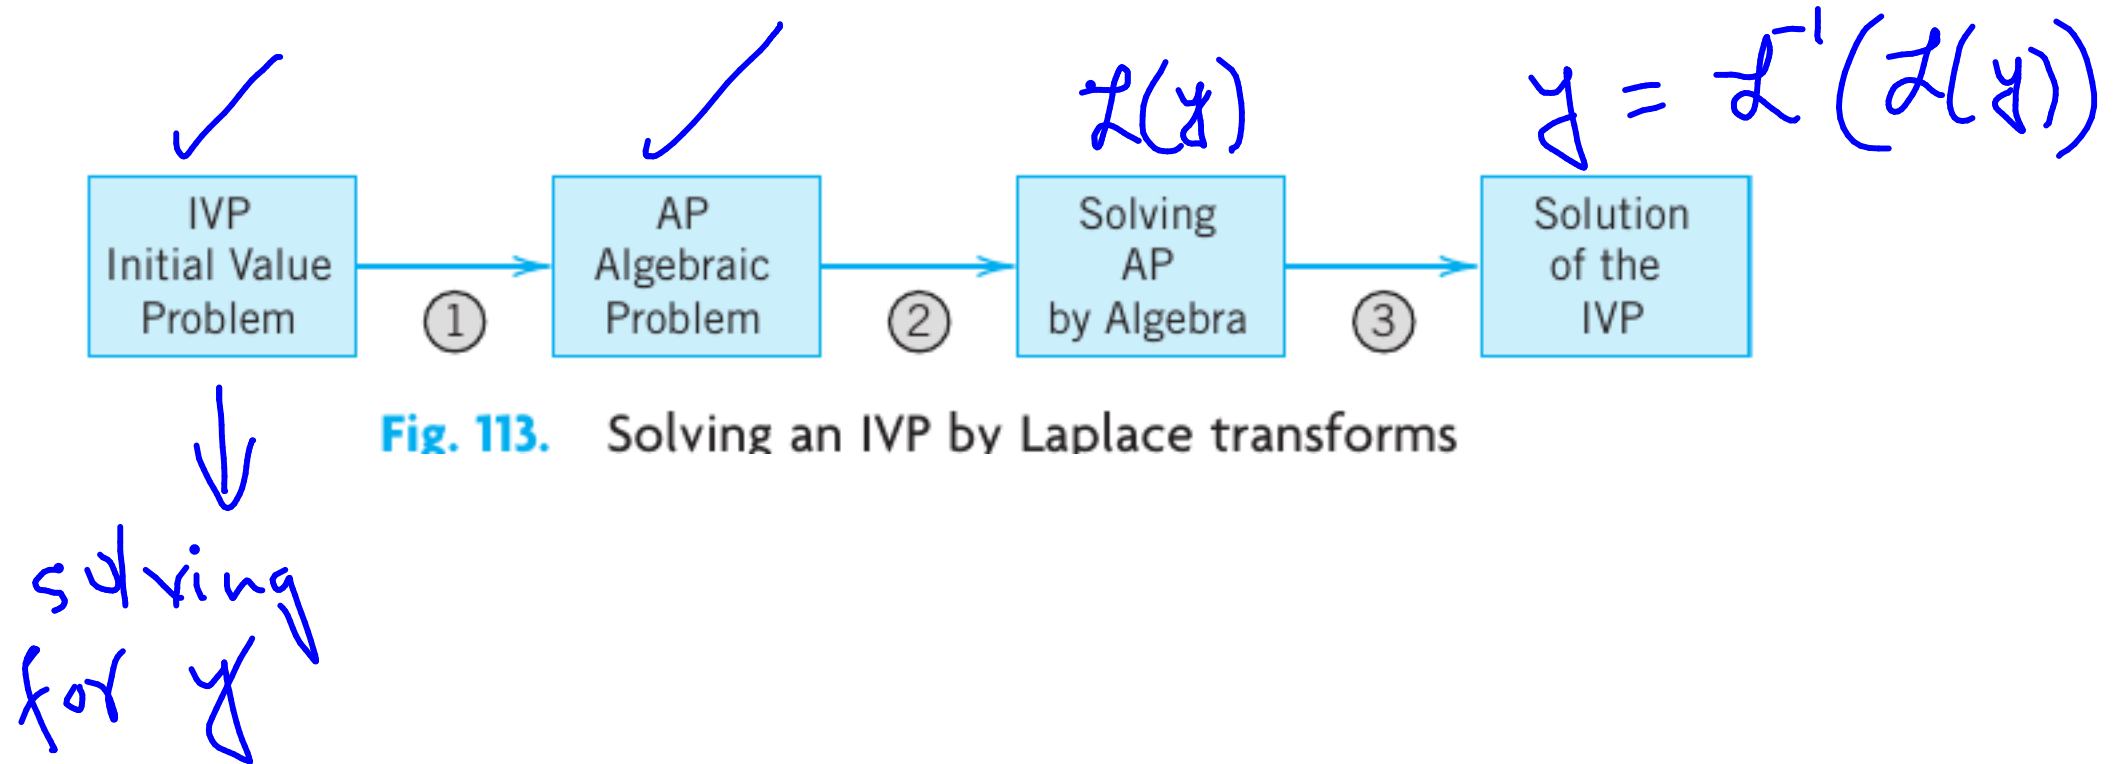 ℒ(y)
y = ℒ⁻¹(ℒ(y))
IVP
Initial Value
Problem
1
AP
Algebraic
Problem
2
Solving
AP
by Algebra
3
Solution
of the
IVP
Fig. 113. Solving an IVP by Laplace transforms
solving
for y